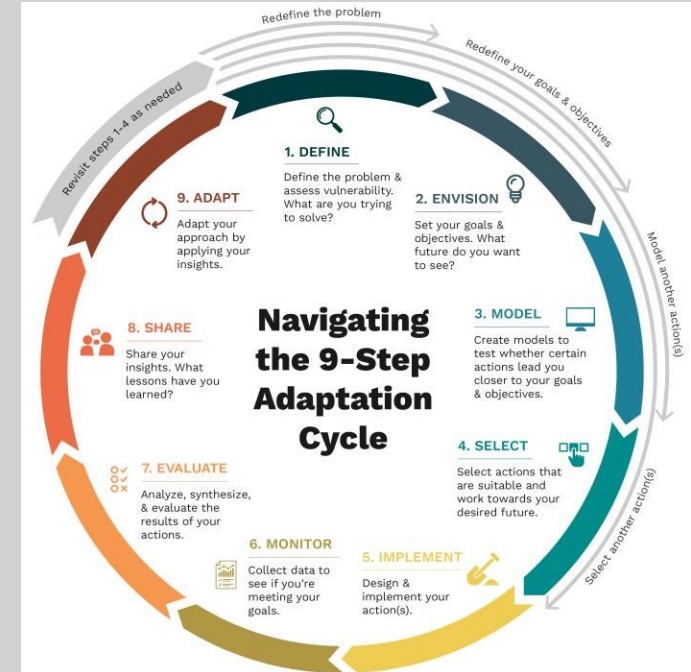 Redefine the problem
Redefine your goals & objectives
Model another action(s)
Select another action(s)
Revisit steps 1-4 as needed
Navigating
the 9-Step
Adaptation
Cycle
1. DEFINE
Define the problem &
assess vulnerability.
What are you trying
to solve?
2. ENVISION
Set your goals &
objectives. What
future do you want
to see?
3. MODEL
Create models to
test whether certain
actions lead you
closer to your goals
& objectives.
4. SELECT
Select actions that
are suitable and
work towards your
desired future.
5. IMPLEMENT
Design &
implement your
action(s).
6. MONITOR
Collect data to
see if you're
meeting your
goals.
7. EVALUATE
Analyze, synthesize,
& evaluate the
results of your
actions.
8. SHARE
Share your
insights. What
lessons have you
learned?
9. ADAPT
Adapt your
approach by
applying your
insights.